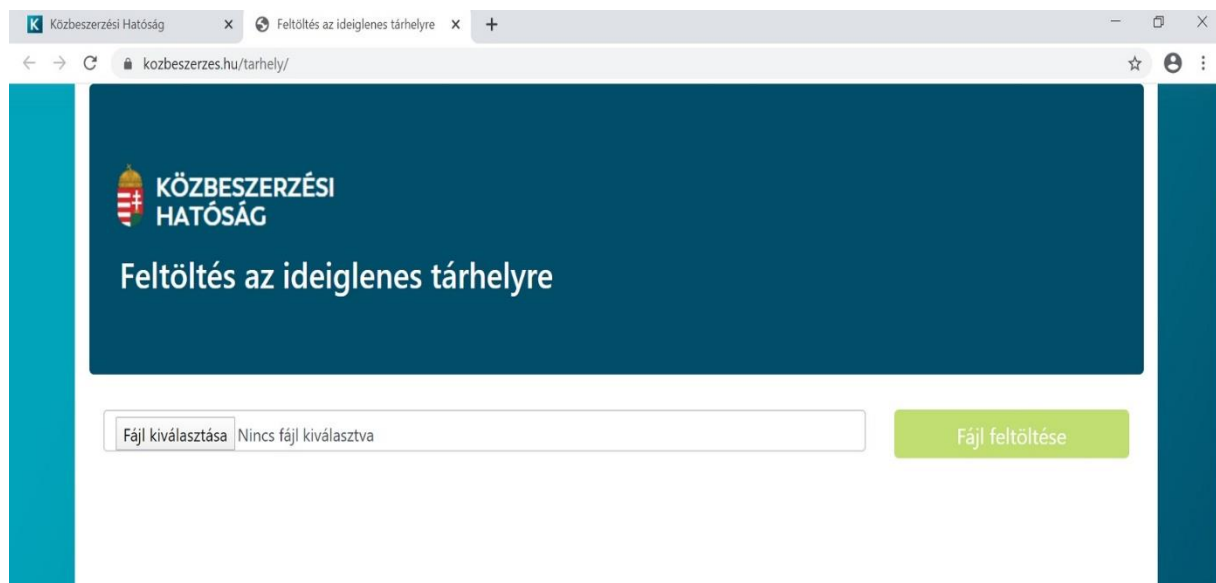 K Közbeszerzési Hatóság
Feltöltés az ideiglenes tárhelyre
kozbeszerzes.hu/tarhely/
KÖZBESZERZÉSI
HATÓSÁG
Feltöltés az ideiglenes tárhelyre
Fájl kiválasztása Nincs fájl kiválasztva
Fájl feltöltése